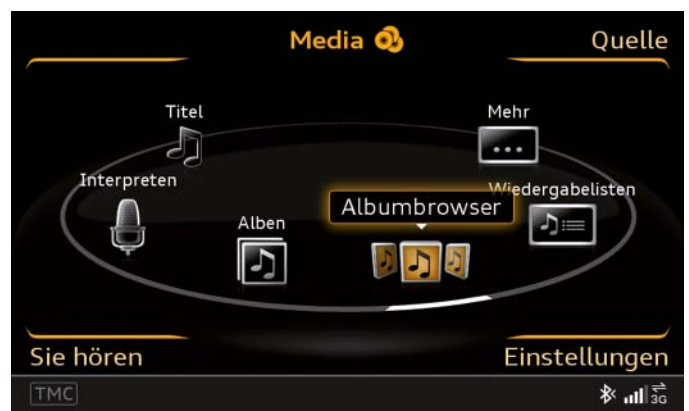 Media
Quelle
Titel
Mehr
Interpreten
Wiedergabelisten
Albumbrowser
Alben
Sie hören
Einstellungen
TMC
3G